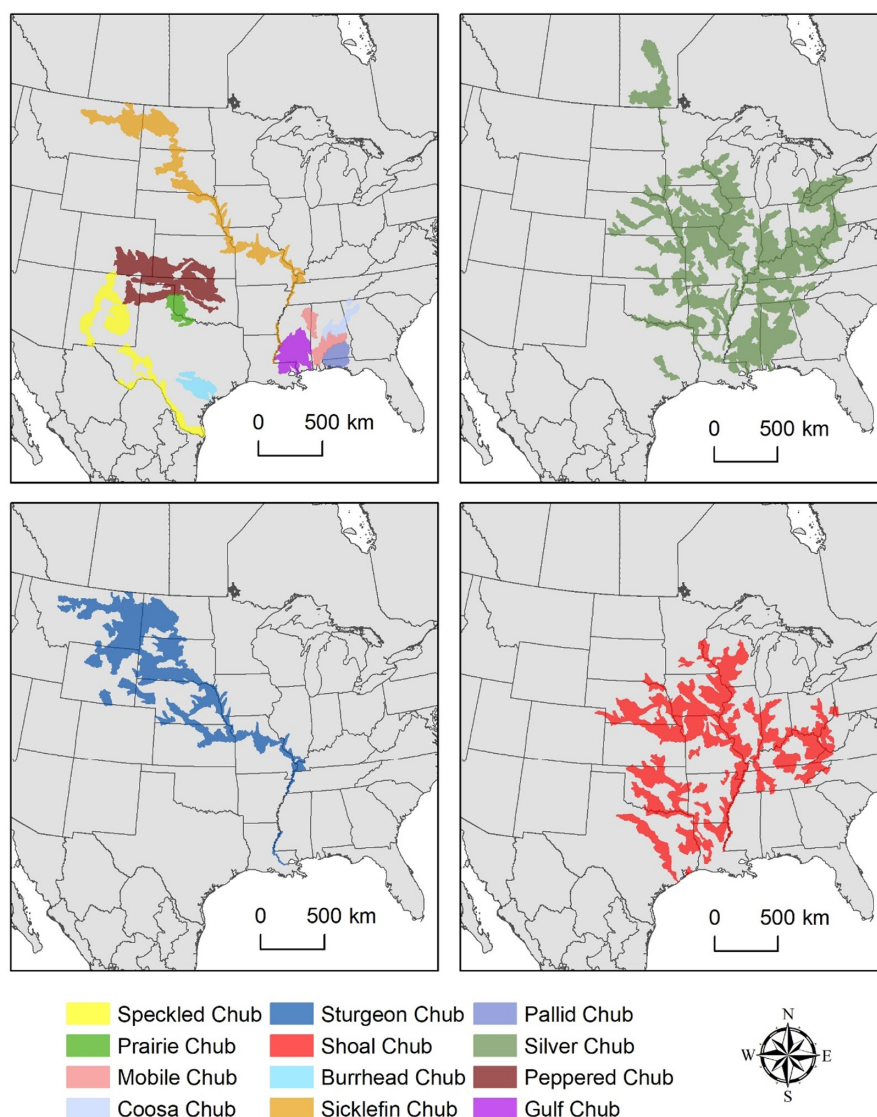 0 500 km
0 500 km
0 500 km
0 500 km
Speckled Chub Sturgeon Chub Pallid Chub
Prairie Chub Shoal Chub Silver Chub
Mobile Chub Burrhead Chub Peppered Chub
Coosa Chub Sicklefin Chub Gulf Chub
N
W E
S